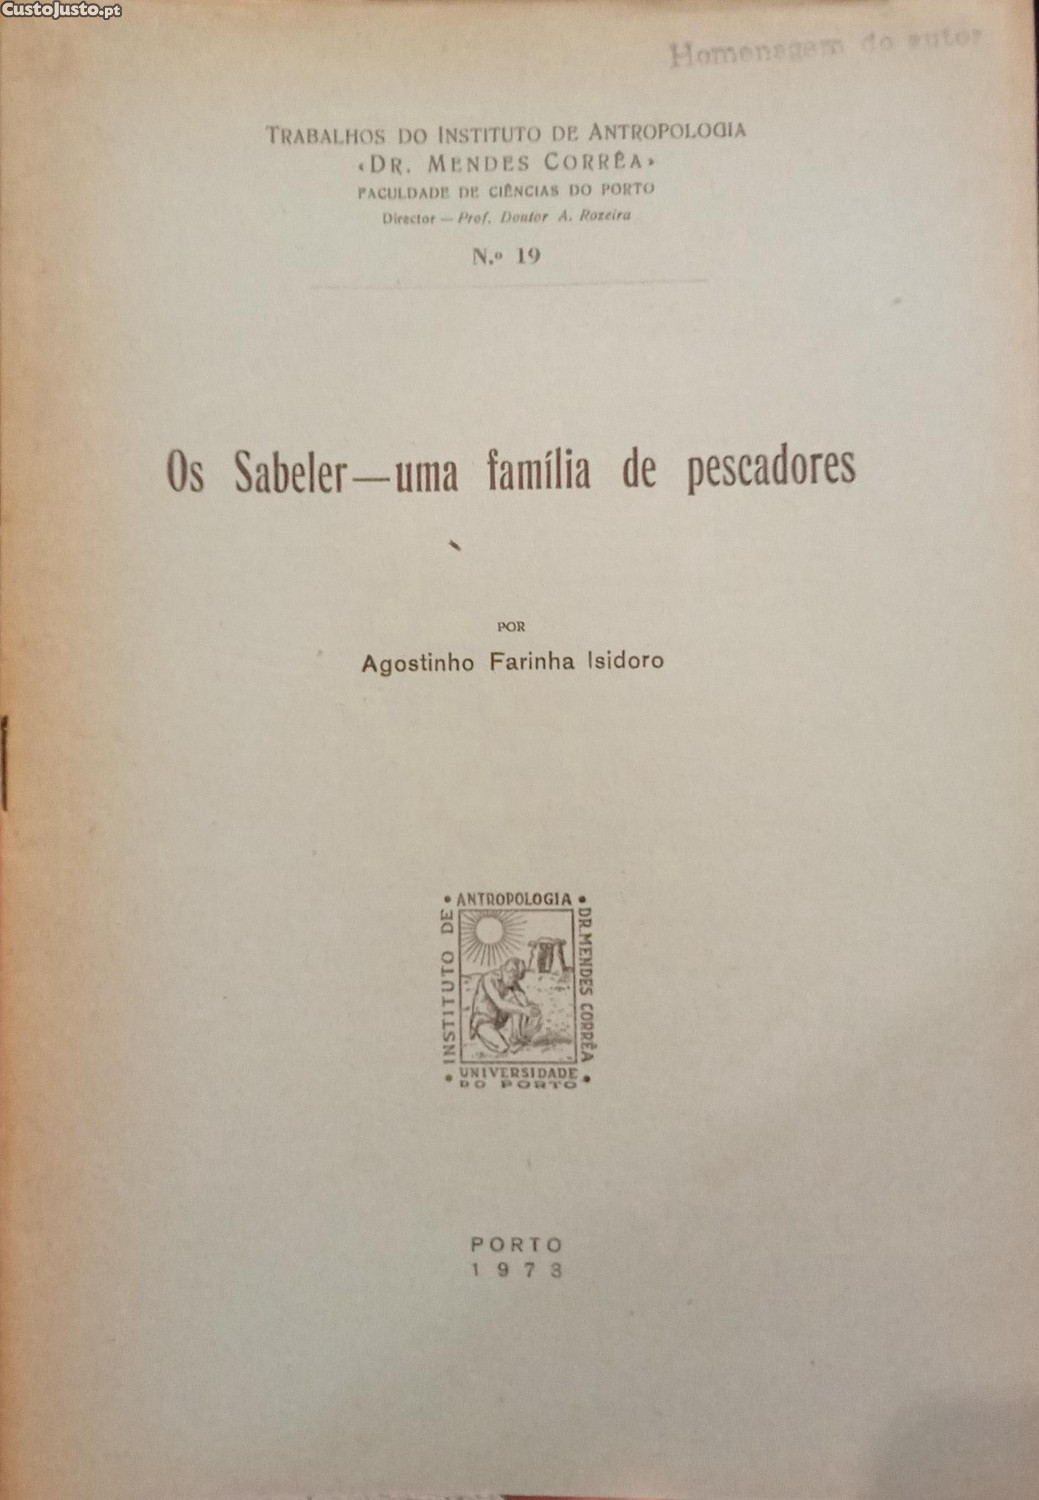 CustoJusto.pt
Homenagem do autor
TRABALHOS DO INSTITUTO DE ANTROPOLOGIA
«DR. MENDES CORRÊA»
FACULDADE DE CIÊNCIAS DO PORTO
Director — Prof. Doutor A. Rozeira
N.º 19
Os Sabeler — uma família de pescadores
POR
Agostinho Farinha Isidoro
• ANTROPOLOGIA •
INSTITUTO DE
DR. MENDES CORRÊA
• UNIVERSIDADE •
DO PORTO
PORTO
1973